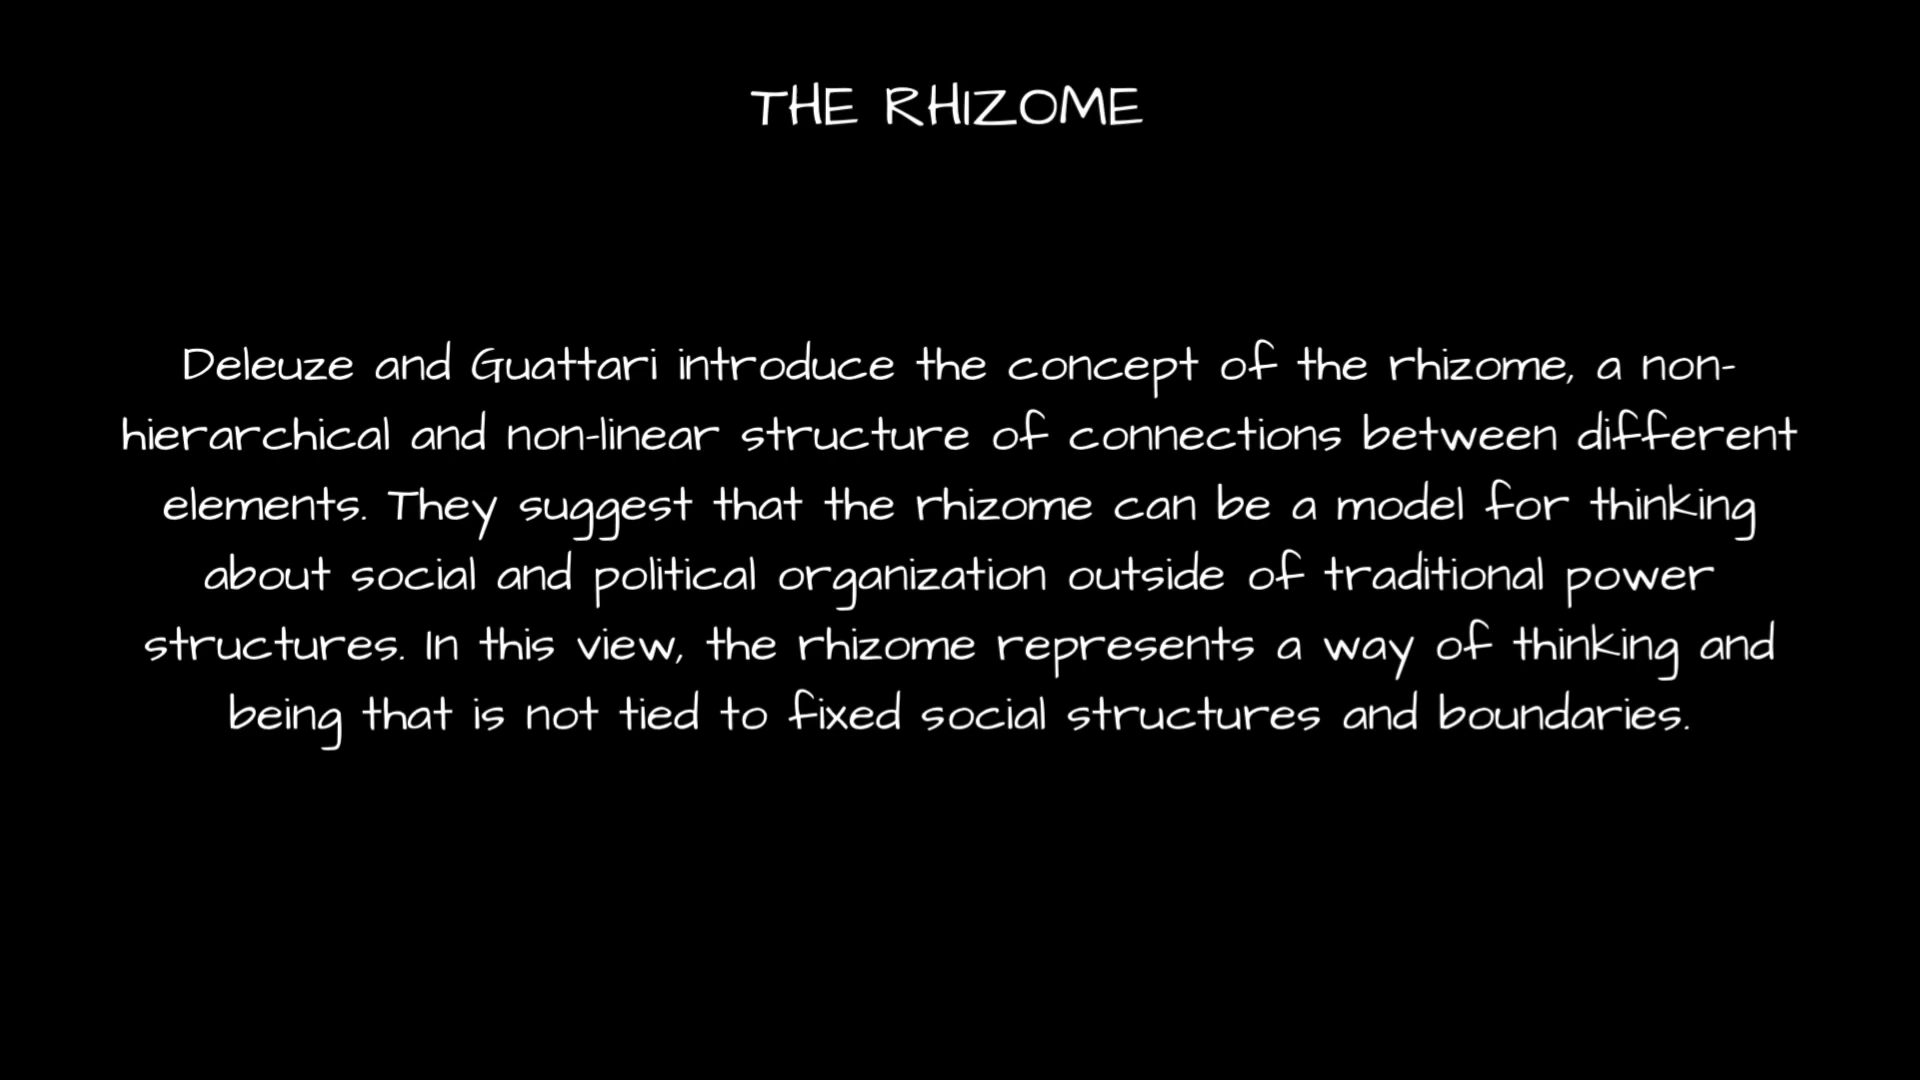 THE RHIZOME
Deleuze and Guattari introduce the concept of the rhizome, a non-
hierarchical and non-linear structure of connections between different
elements. They suggest that the rhizome can be a model for thinking
about social and political organization outside of traditional power
structures. In this view, the rhizome represents a way of thinking and
being that is not tied to fixed social structures and boundaries.